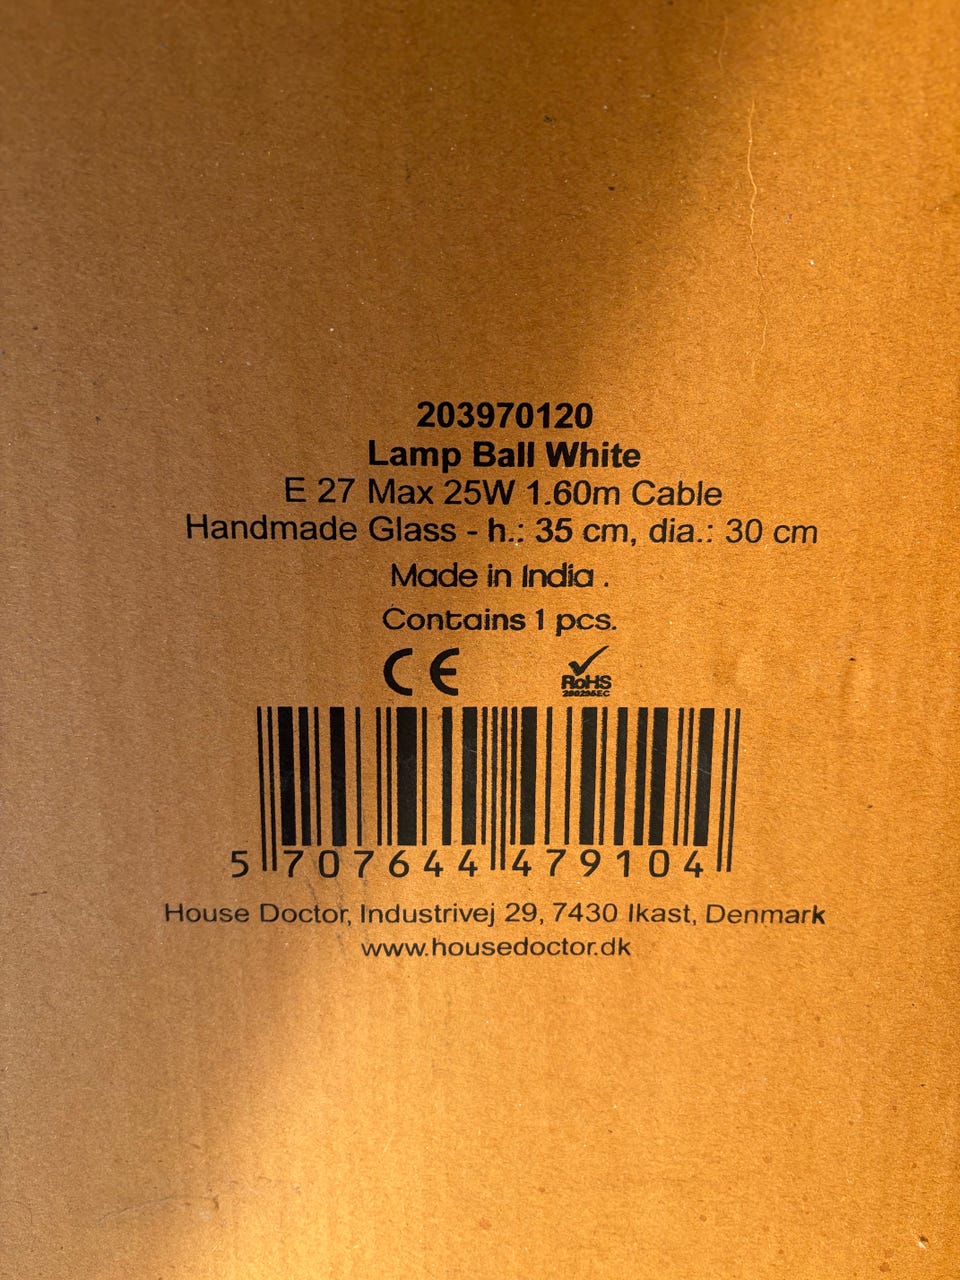 203970120
Lamp Ball White
E 27 Max 25W 1.60m Cable
Handmade Glass - h.: 35 cm, dia.: 30 cm
Made in India .
Contains 1 pcs.
CE RoHS
200295EC
5 707644 479104
House Doctor, Industrivej 29, 7430 Ikast, Denmark
www.housedoctor.dk